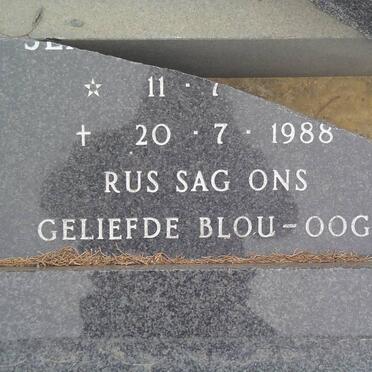 ☆ 11 · 7
† 20 · 7 · 1988
RUS SAG ONS
GELIEFDE BLOU-OOG